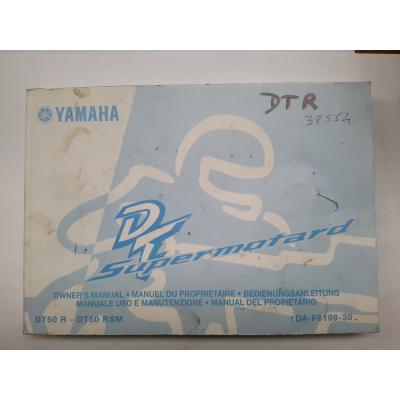 DTR
38554
YAMAHA
DT
Supermotard
OWNER'S MANUAL • MANUEL DU PROPRIETAIRE • BEDIENUNGSANLEITUNG
MANUALE USO E MANUTENZIONE • MANUAL DEL PROPIETARIO
DT50 R - DT50 RSM
1D4-F8199-30